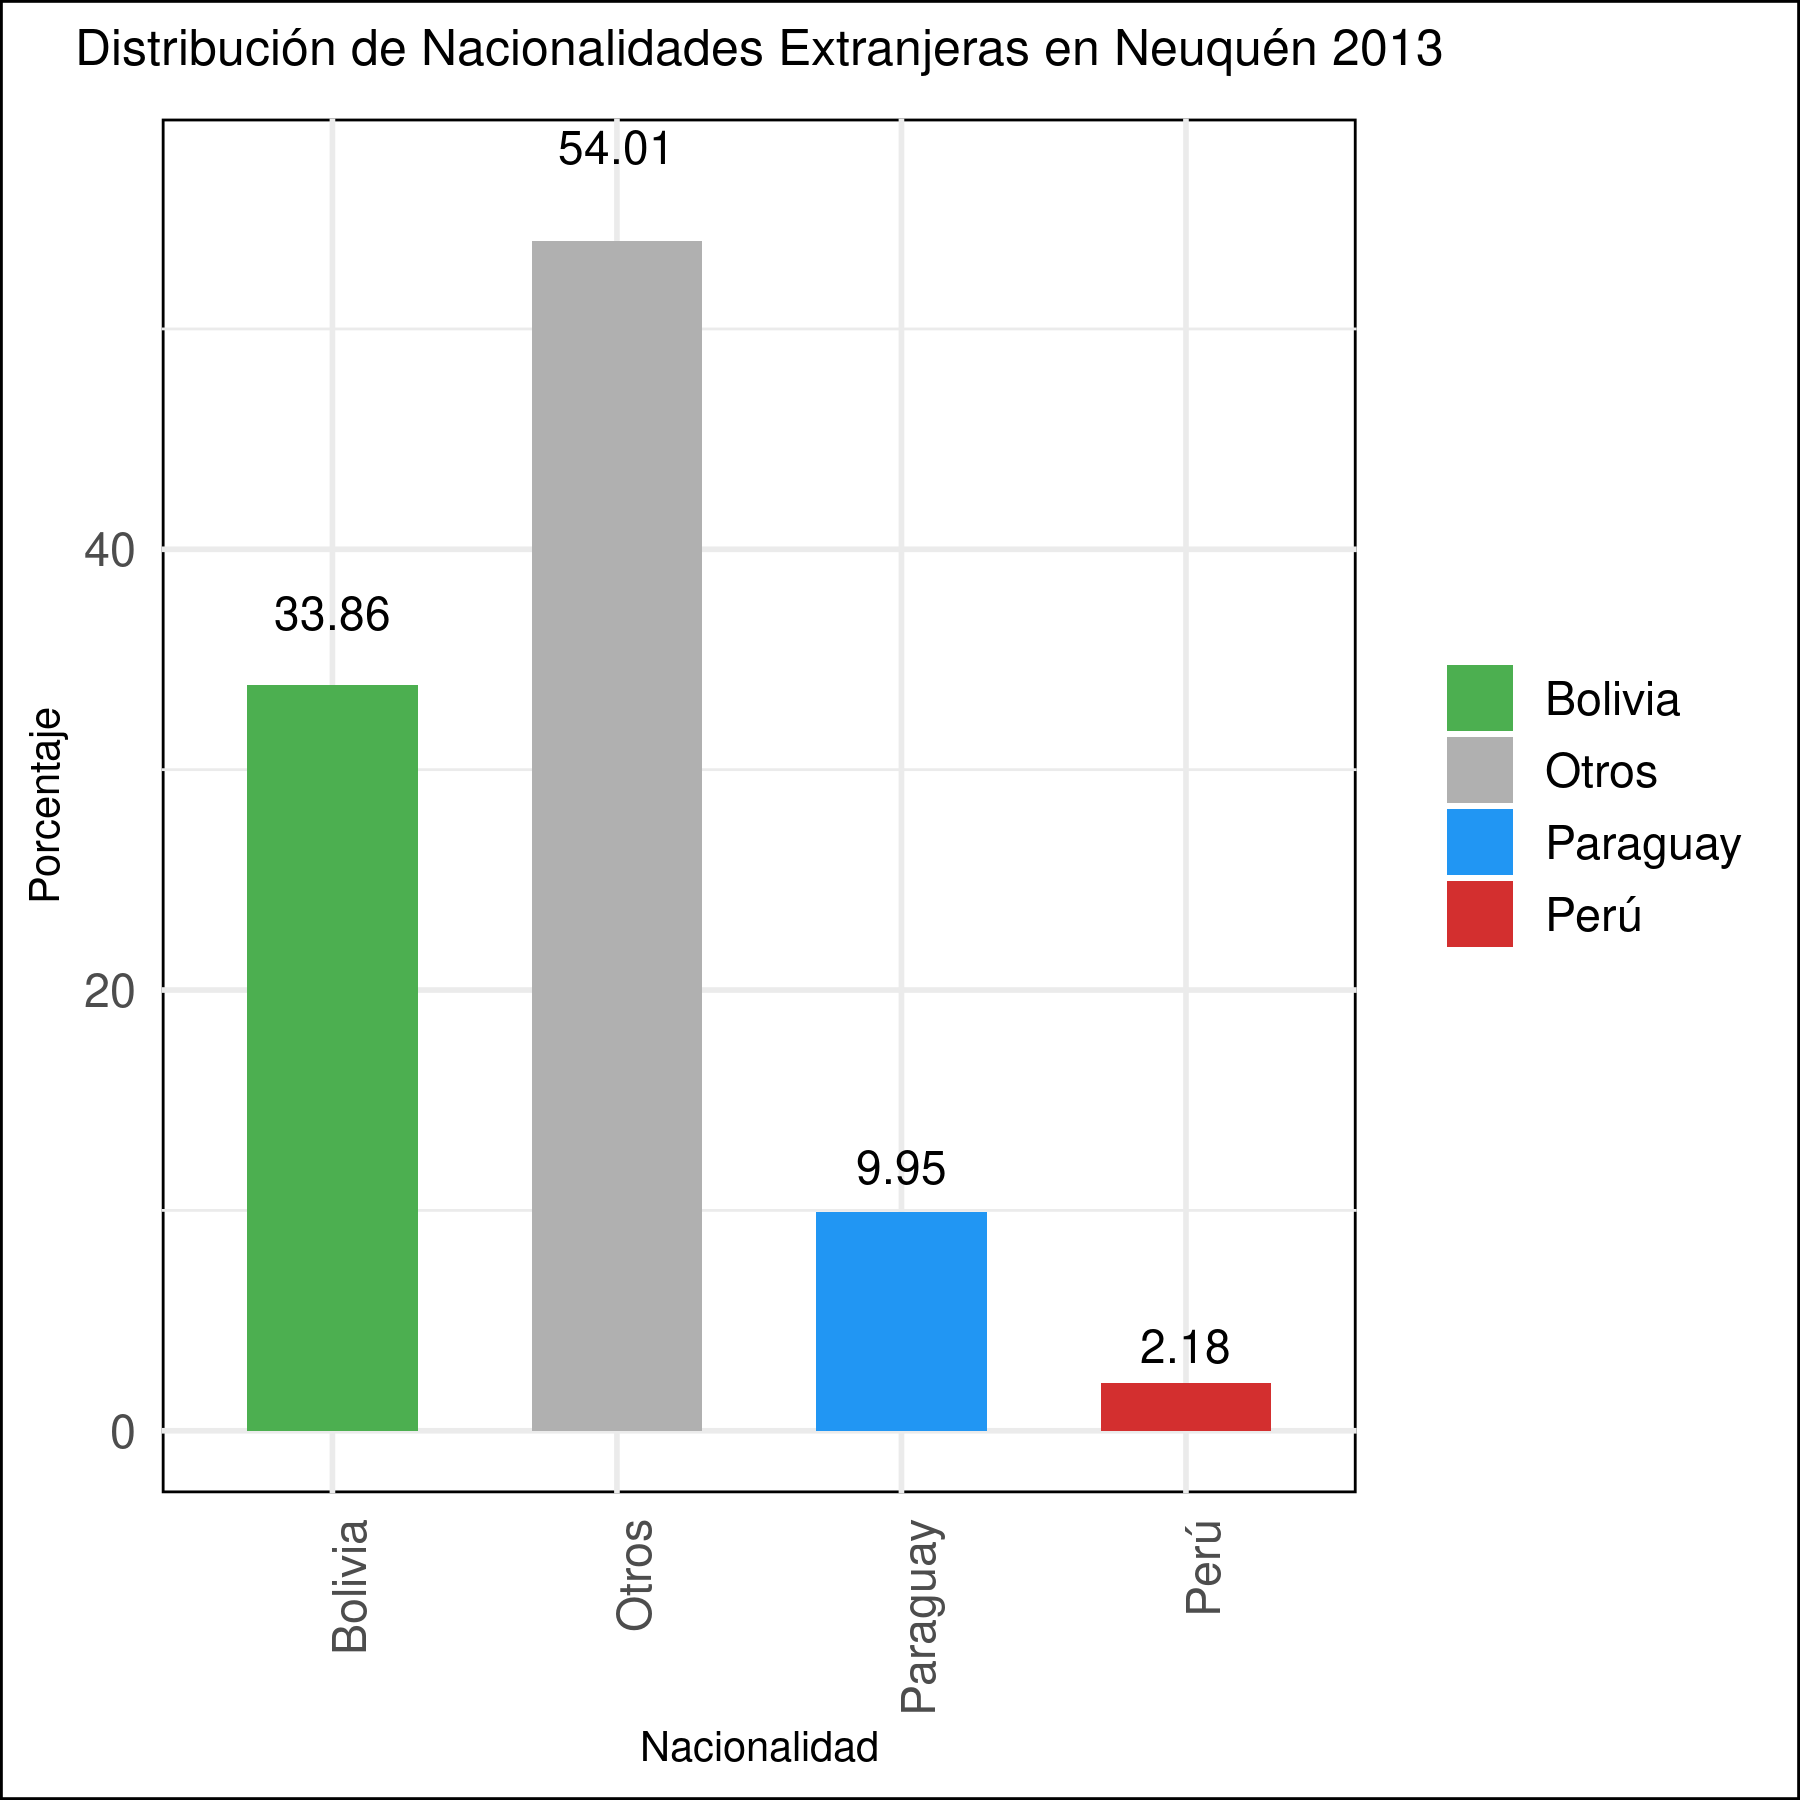 Distribución de Nacionalidades Extranjeras en Neuquén 2013
54.01
40
33.86
Porcentaje
Bolivia
Otros
Paraguay
Perú
20
9.95
2.18
0
Bolivia
Otros
Paraguay
Perú
Nacionalidad